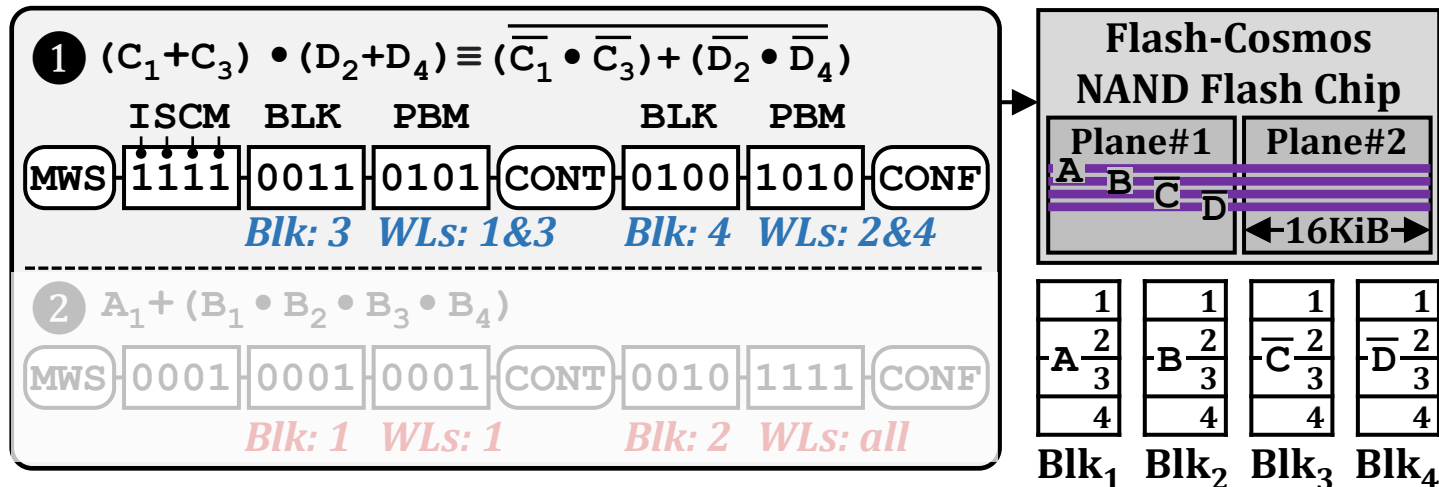 ❶ (C₁+C₃) • (D₂+D₄) ≡ (C̅₁ • C̅₃) + (D̅₂ • D̅₄)
ISCM BLK PBM BLK PBM
MWS 1111 0011 0101 CONT 0100 1010 CONF
Blk: 3 WLs: 1&3 Blk: 4 WLs: 2&4
❷ A₁+(B₁ • B₂ • B₃ • B₄)
MWS 0001 0001 0001 CONT 0010 1111 CONF
Blk: 1 WLs: 1 Blk: 2 WLs: all
Flash-Cosmos
NAND Flash Chip
Plane#1 Plane#2
A B C̅ D̅
16KiB
1 1 1 1
A 2 B 2 C̅ 2 D̅ 2
3 3 3 3
4 4 4 4
Blk₁ Blk₂ Blk₃ Blk₄